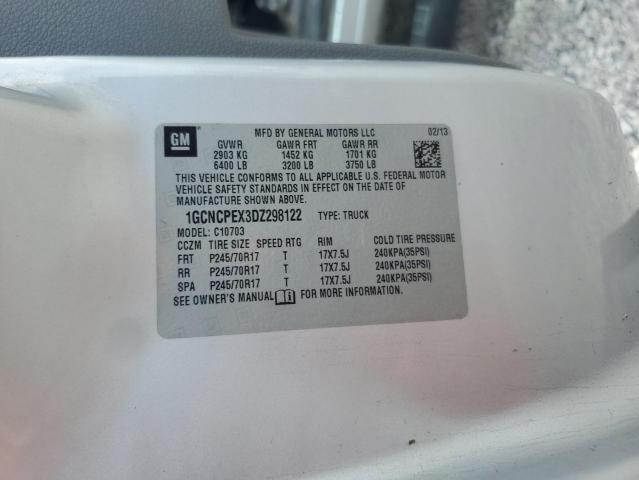 GM
MFD BY GENERAL MOTORS LLC 02/13
GVWR GAWR FRT GAWR RR
2903 KG 1452 KG 1701 KG
6400 LB 3200 LB 3750 LB
THIS VEHICLE CONFORMS TO ALL APPLICABLE U.S. FEDERAL MOTOR
VEHICLE SAFETY STANDARDS IN EFFECT ON THE DATE OF
MANUFACTURE SHOWN ABOVE.
1GCNCPEX3DZ298122 TYPE: TRUCK
MODEL: C10703
CCZM TIRE SIZE SPEED RTG RIM COLD TIRE PRESSURE
FRT P245/70R17 T 17X7.5J 240KPA(35PSI)
RR P245/70R17 T 17X7.5J 240KPA(35PSI)
SPA P245/70R17 T 17X7.5J 240KPA(35PSI)
SEE OWNER'S MANUAL FOR MORE INFORMATION.